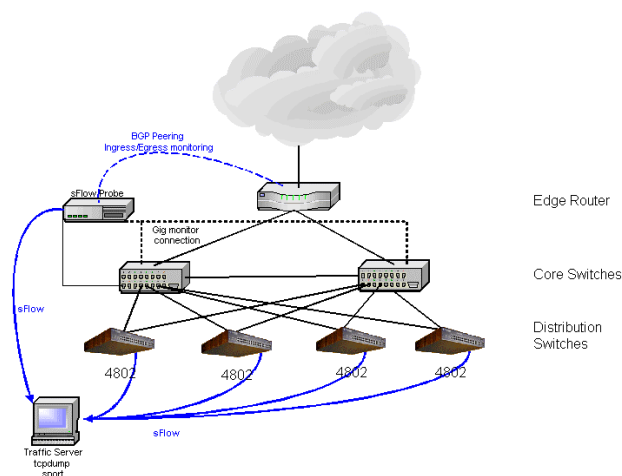 BGP Peering
Ingress/Egress monitoring
sFlow Probe
Edge Router
Gig monitor
connection
Core Switches
sFlow
Distribution
Switches
4802
4802
4802
4802
sFlow
Traffic Server
tcpdump
snort